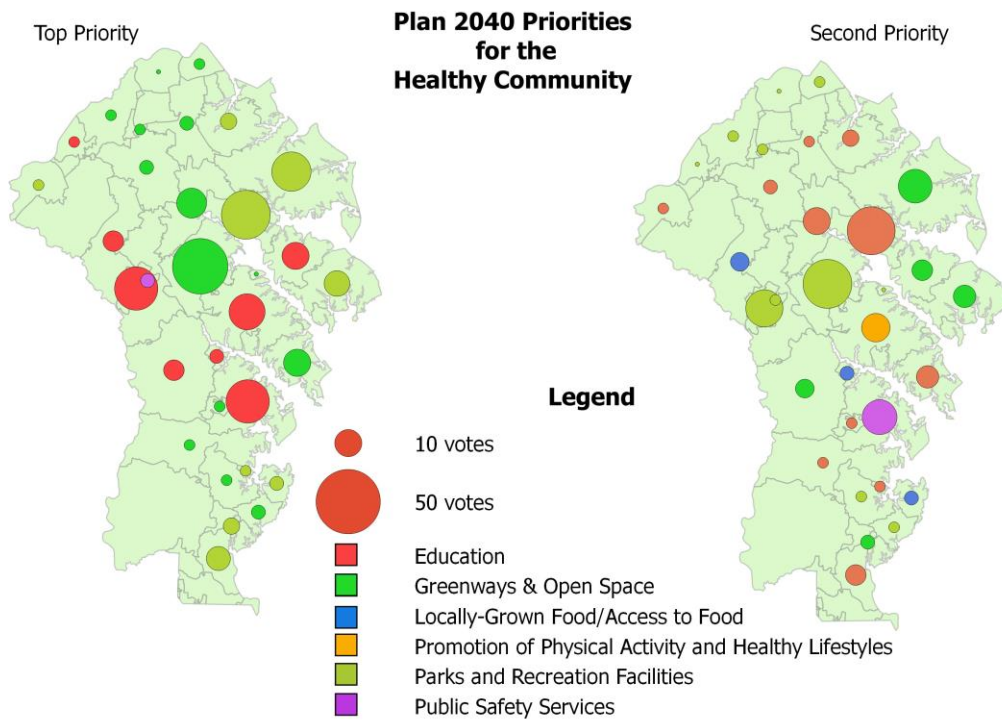 Top Priority
Plan 2040 Priorities
for the
Healthy Community
Second Priority
Legend
10 votes
50 votes
Education
Greenways & Open Space
Locally-Grown Food/Access to Food
Promotion of Physical Activity and Healthy Lifestyles
Parks and Recreation Facilities
Public Safety Services